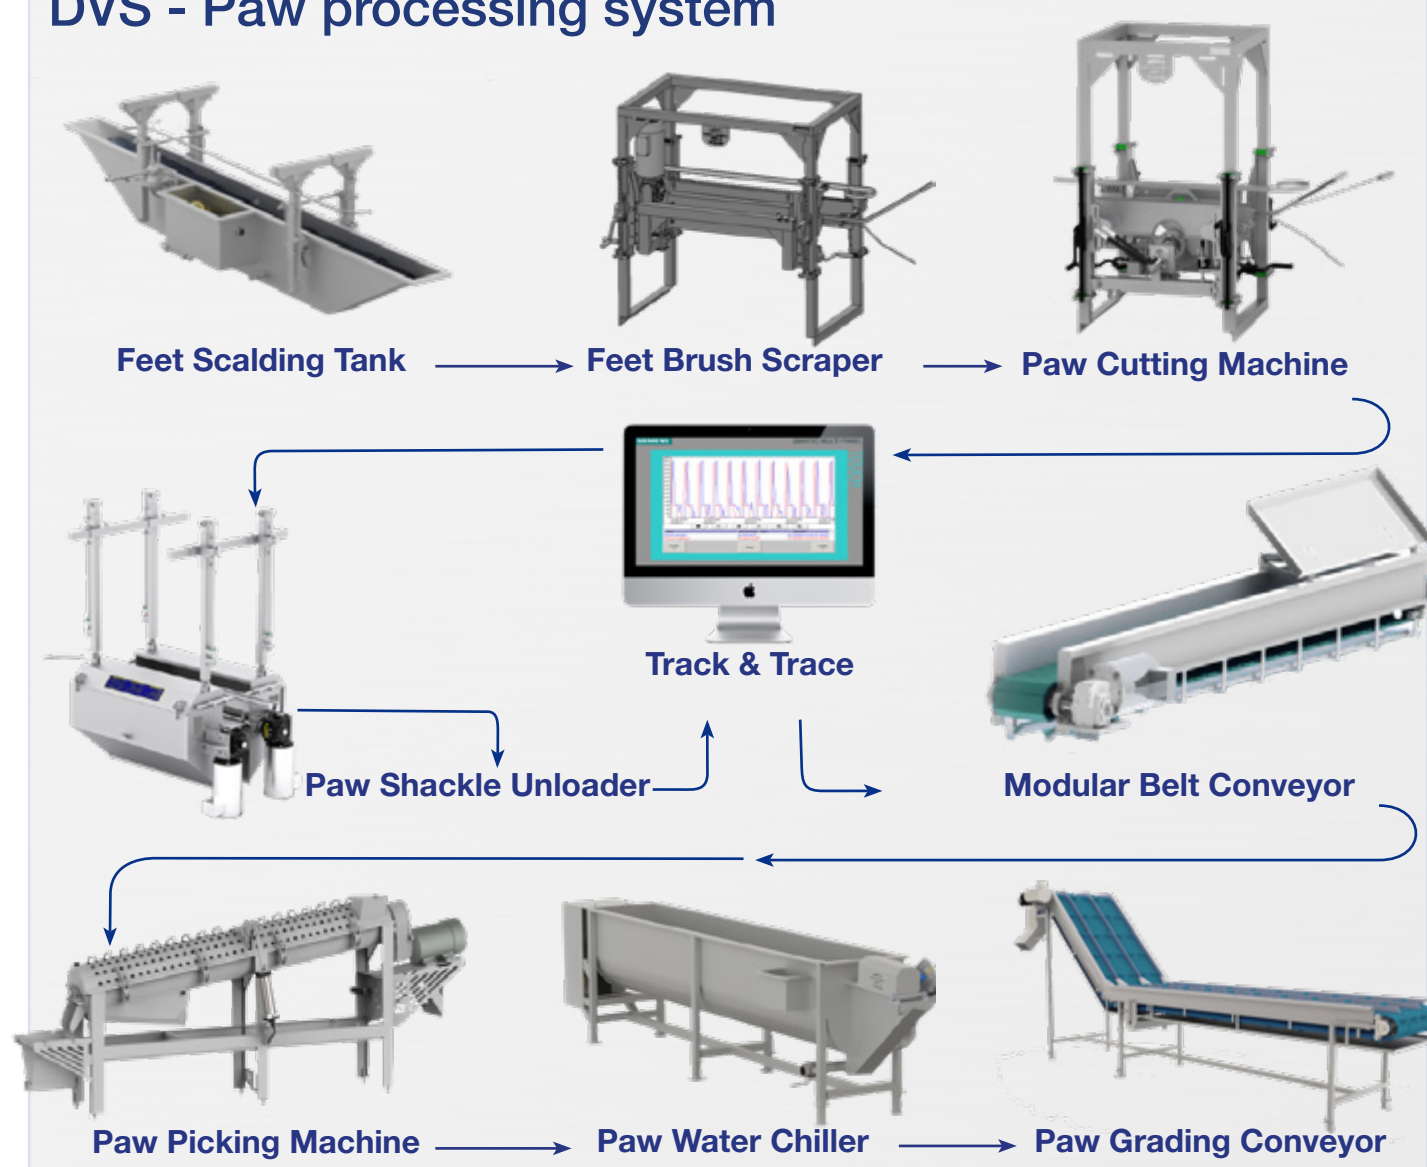 DVS - Paw processing system
Feet Scalding Tank
Feet Brush Scraper
Paw Cutting Machine
Track & Trace
Paw Shackle Unloader
Modular Belt Conveyor
Paw Picking Machine
Paw Water Chiller
Paw Grading Conveyor